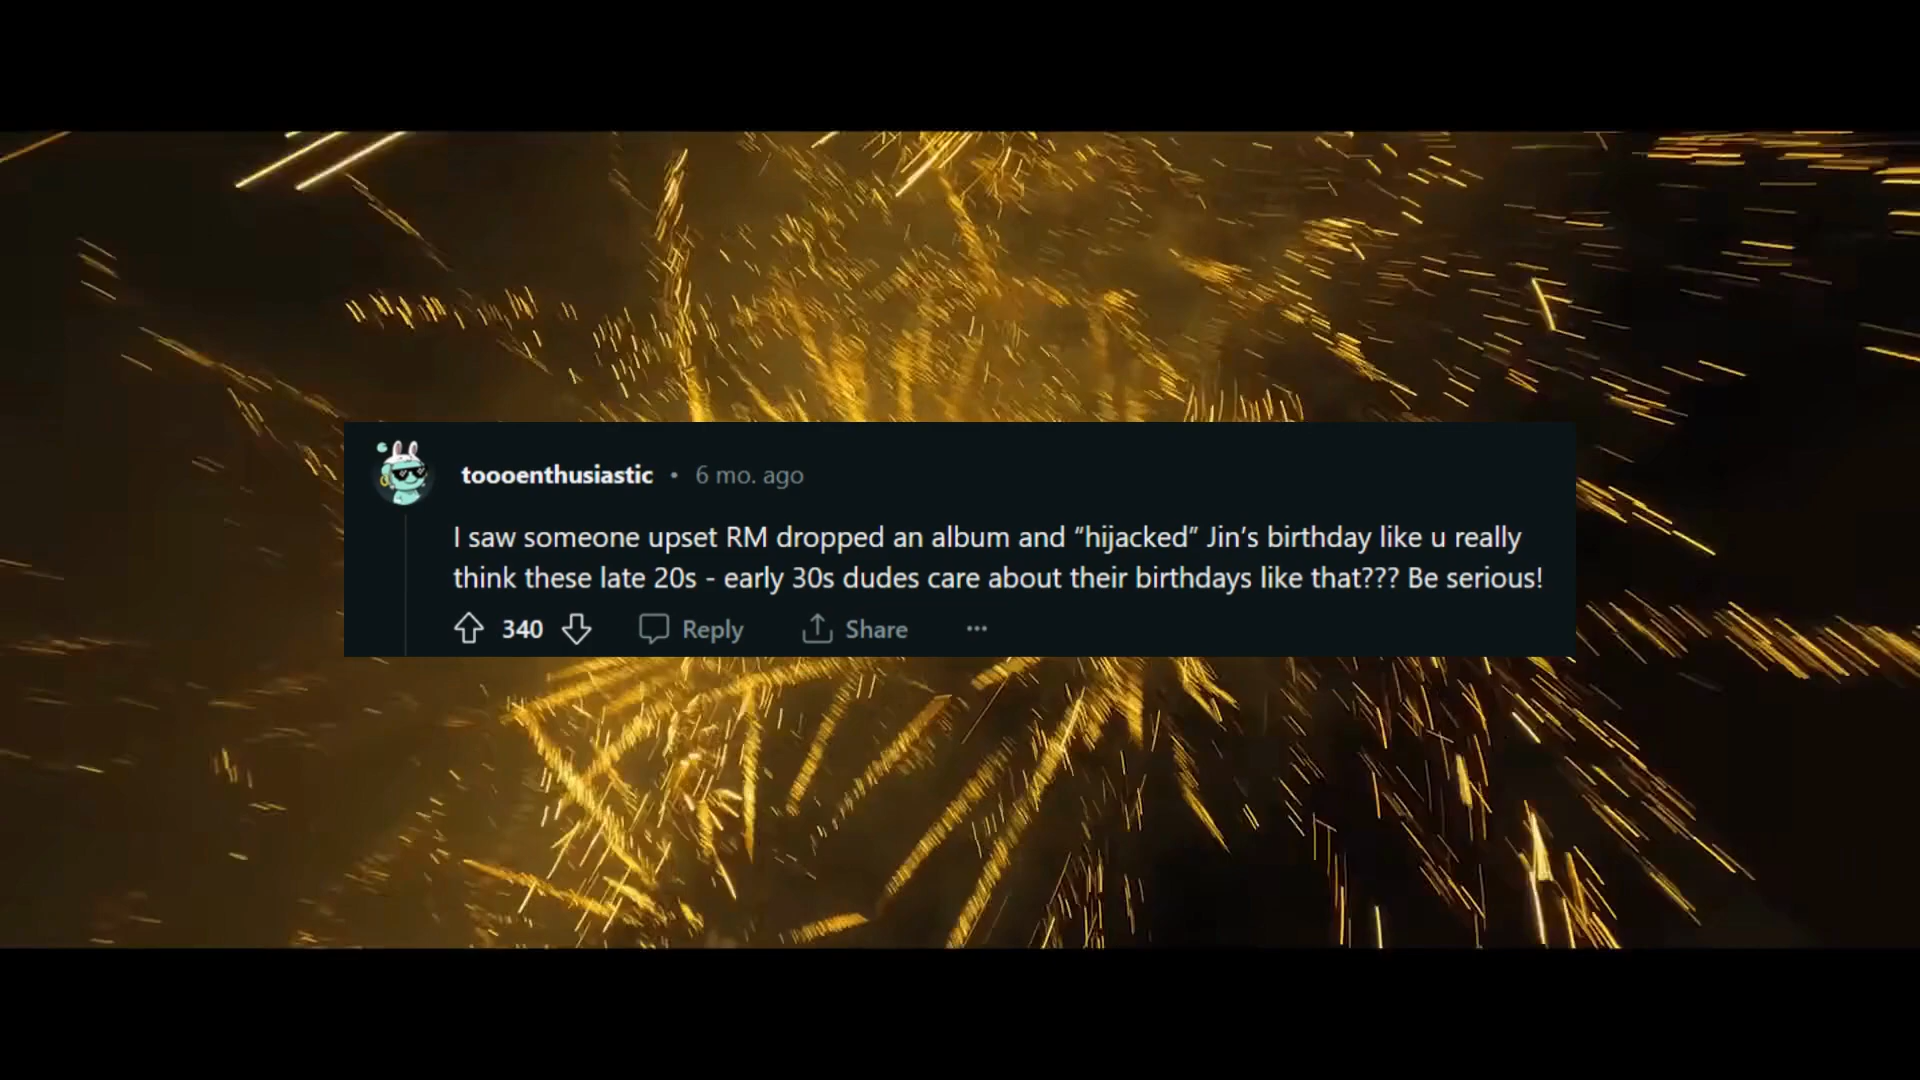 toooenthusiastic • 6 mo. ago
I saw someone upset RM dropped an album and “hijacked” Jin’s birthday like u really
think these late 20s - early 30s dudes care about their birthdays like that??? Be serious!
340 Reply Share ···